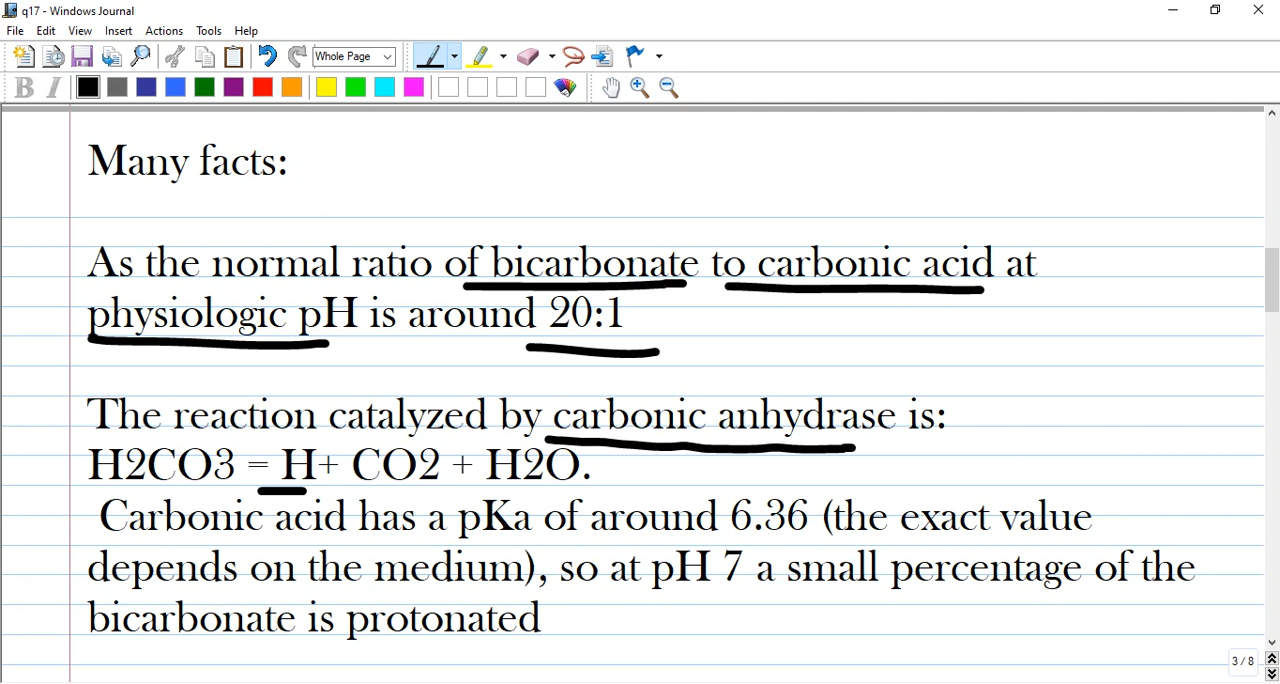 q17 - Windows Journal
File Edit View Insert Actions Tools Help
Whole Page
B I
Many facts:
As the normal ratio of bicarbonate to carbonic acid at
physiologic pH is around 20:1
The reaction catalyzed by carbonic anhydrase is:
H2CO3 = H+ CO2 + H2O.
Carbonic acid has a pKa of around 6.36 (the exact value
depends on the medium), so at pH 7 a small percentage of the
bicarbonate is protonated
3 / 8